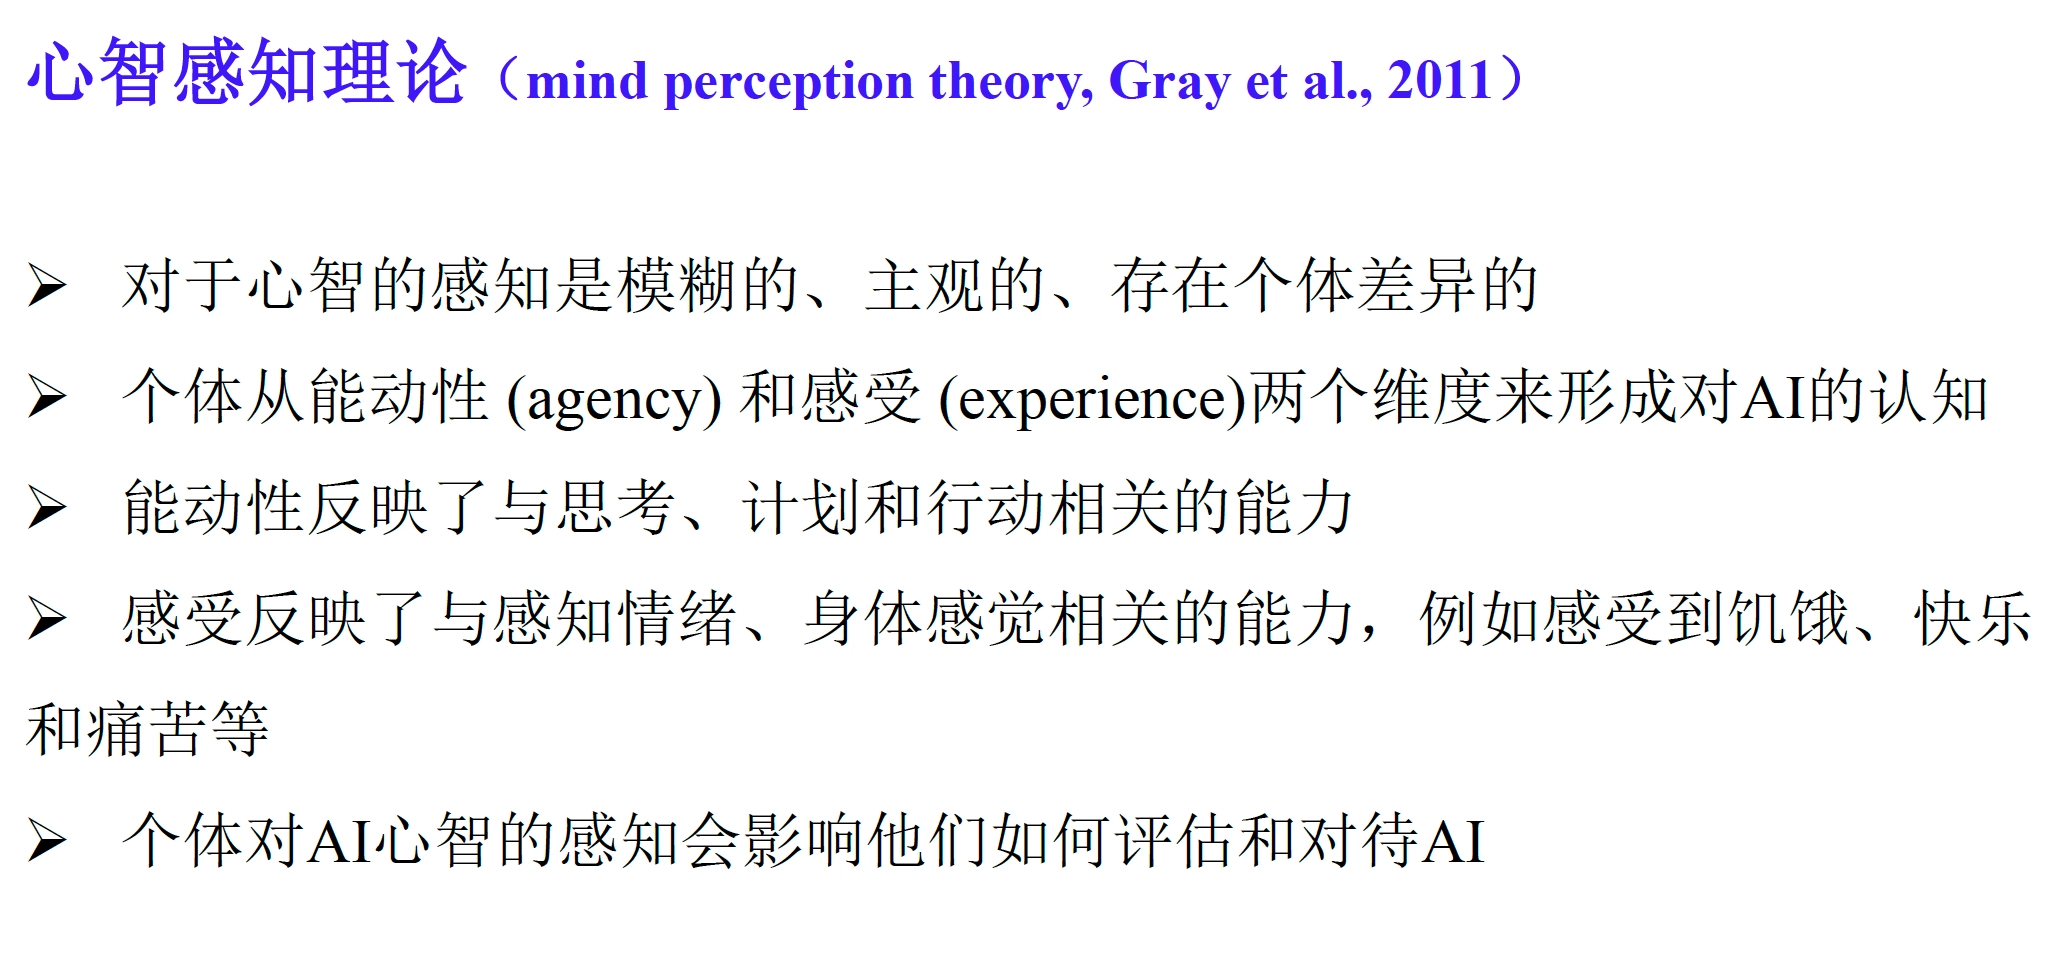 心智感知理论（mind perception theory, Gray et al., 2011）
➢ 对于心智的感知是模糊的、主观的、存在个体差异的
➢ 个体从能动性 (agency) 和感受 (experience)两个维度来形成对AI的认知
➢ 能动性反映了与思考、计划和行动相关的能力
➢ 感受反映了与感知情绪、身体感觉相关的能力，例如感受到饥饿、快乐
和痛苦等
➢ 个体对AI心智的感知会影响他们如何评估和对待AI